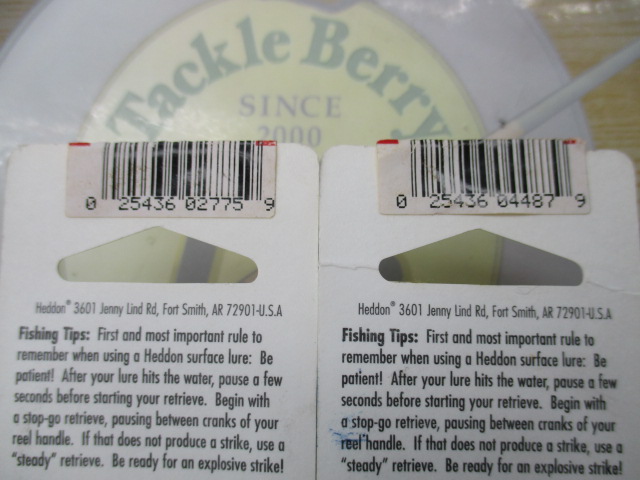 Tackle Berry
SINCE
2000
0 25436 02775 9
Heddon® 3601 Jenny Lind Rd, Fort Smith, AR 72901-U.S.A
Fishing Tips: First and most important rule to
remember when using a Heddon surface lure: Be
patient! After your lure hits the water, pause a few
seconds before starting your retrieve. Begin with
a stop-go retrieve, pausing between cranks of your
reel handle. If that does not produce a strike, use a
“steady” retrieve. Be ready for an explosive strike!
0 25436 04487 9
Heddon® 3601 Jenny Lind Rd, Fort Smith, AR 72901-U.S.A
Fishing Tips: First and most important rule to
remember when using a Heddon surface lure: Be
patient! After your lure hits the water, pause a few
seconds before starting your retrieve. Begin with
a stop-go retrieve, pausing between cranks of your
reel handle. If that does not produce a strike, use a
“steady” retrieve. Be ready for an explosive strike!